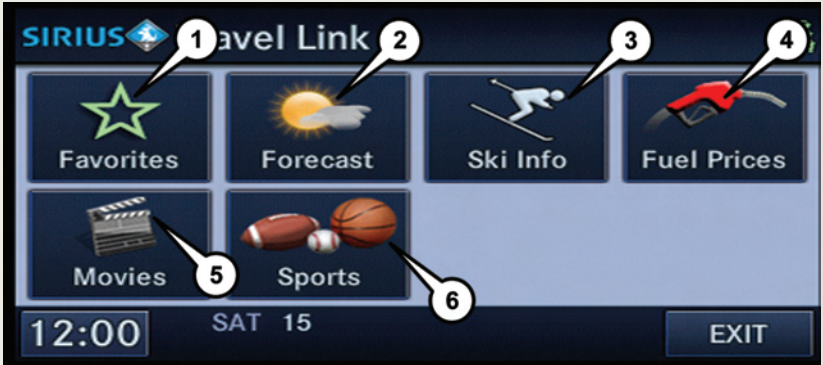 SIRIUS 1 avel Link 2 3 4
Favorites Forecast Ski Info Fuel Prices
Movies 5 Sports 6
12:00 SAT 15 EXIT